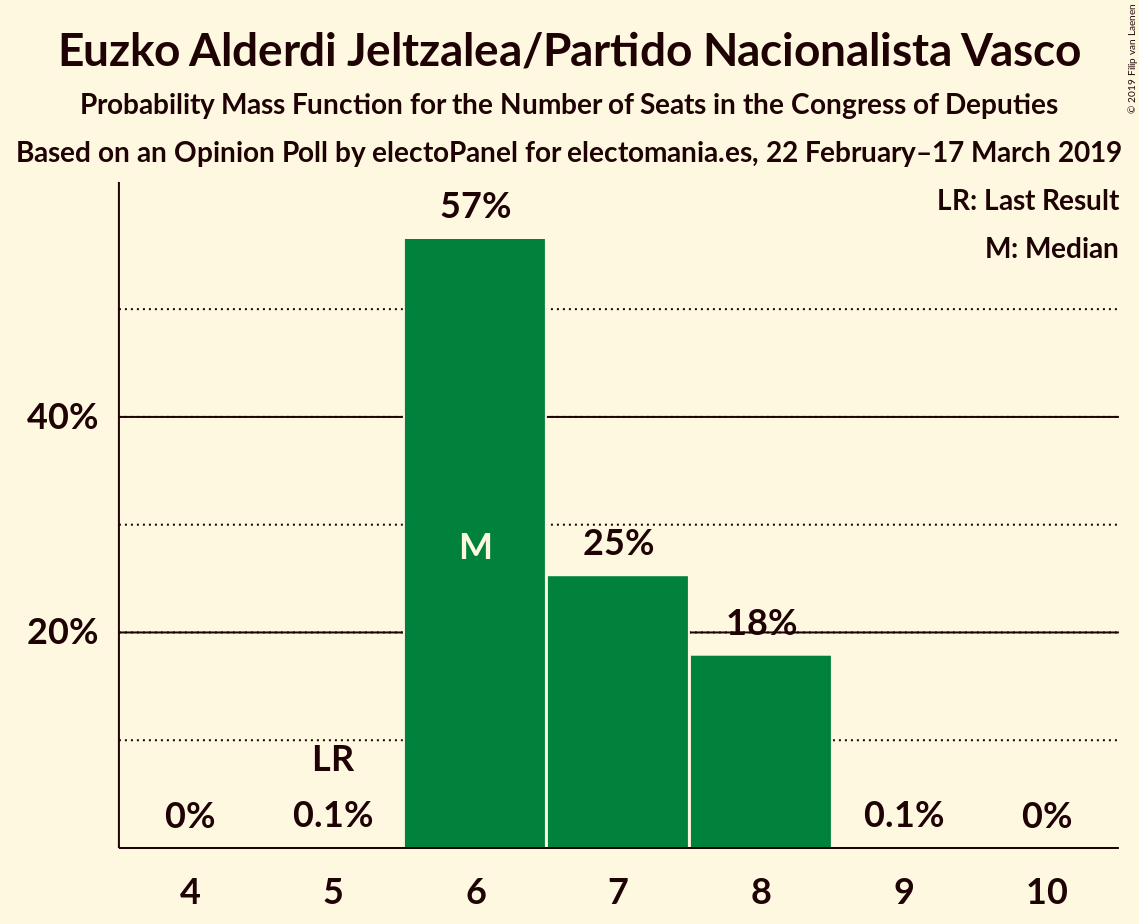 Euzko Alderdi Jeltzalea/Partido Nacionalista Vasco
Probability Mass Function for the Number of Seats in the Congress of Deputies
Based on an Opinion Poll by electoPanel for electomania.es, 22 February–17 March 2019
© 2019 Filip van Laenen
LR: Last Result
M: Median
57%
40%
M
25%
20%
18%
LR
0%
0.1%
0.1%
0%
4 5 6 7 8 9 10